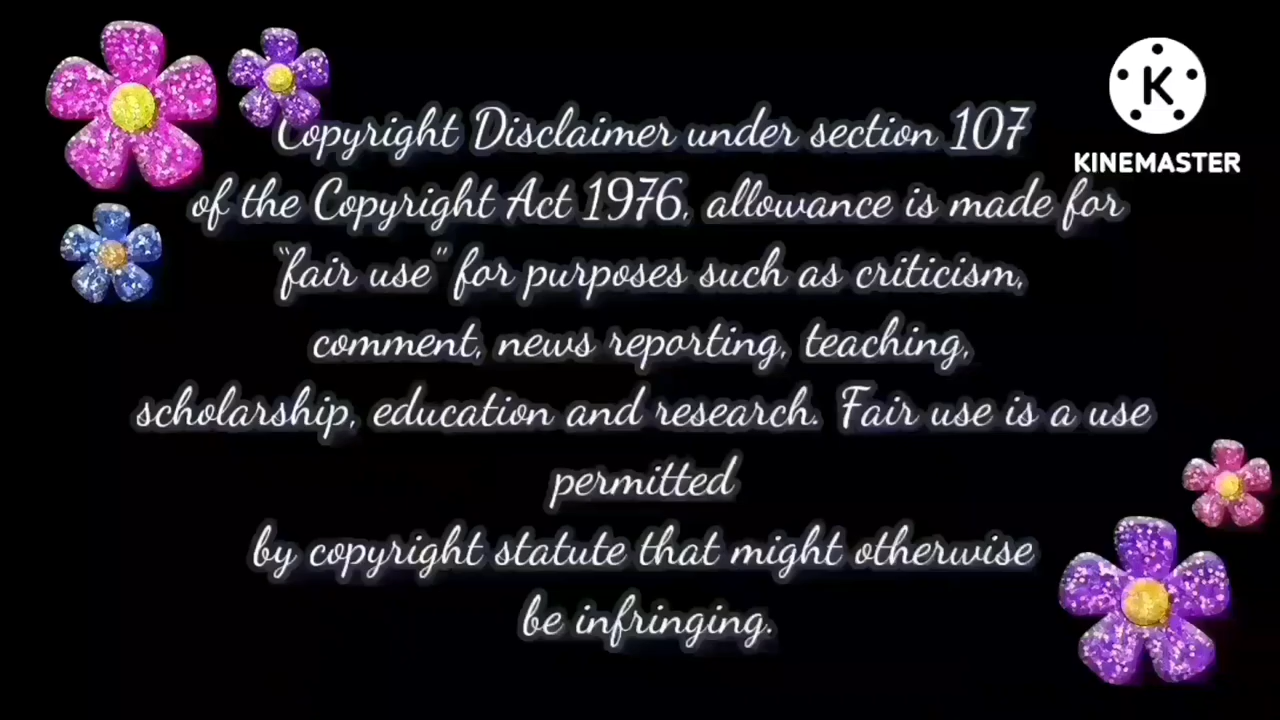 Copyright Disclaimer under section 107
of the Copyright Act 1976, allowance is made for
“fair use” for purposes such as criticism,
comment, news reporting, teaching,
scholarship, education and research. Fair use is a use
permitted
by copyright statute that might otherwise
be infringing.
K
KINEMASTER